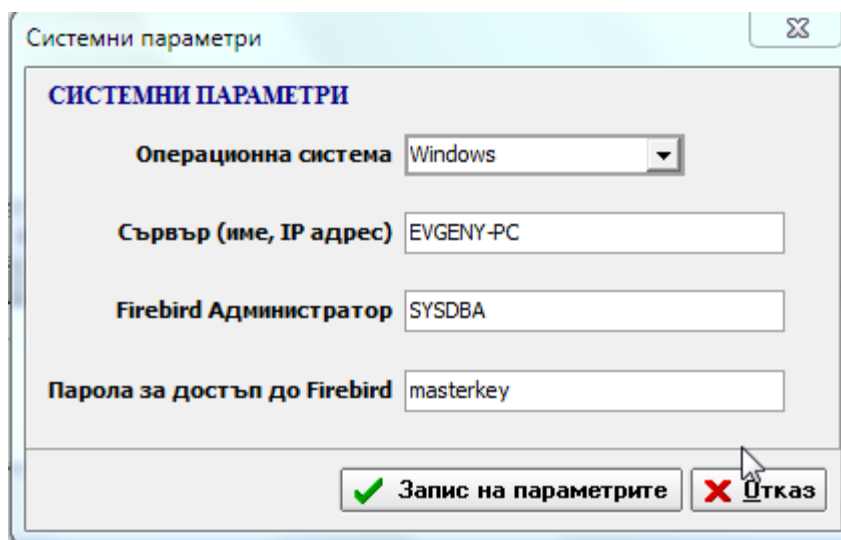 Системни параметри
СИСТЕМНИ ПАРАМЕТРИ
Операционна система Windows
Сървър (име, IP адрес) EVGENY-PC
Firebird Администратор SYSDBA
Парола за достъп до Firebird masterkey
Запис на параметрите Отказ